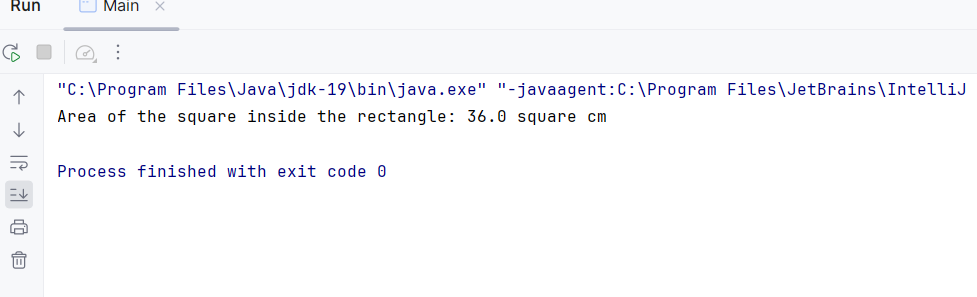 Run Main
"C:\Program Files\Java\jdk-19\bin\java.exe" "-javaagent:C:\Program Files\JetBrains\IntelliJ
Area of the square inside the rectangle: 36.0 square cm
Process finished with exit code 0